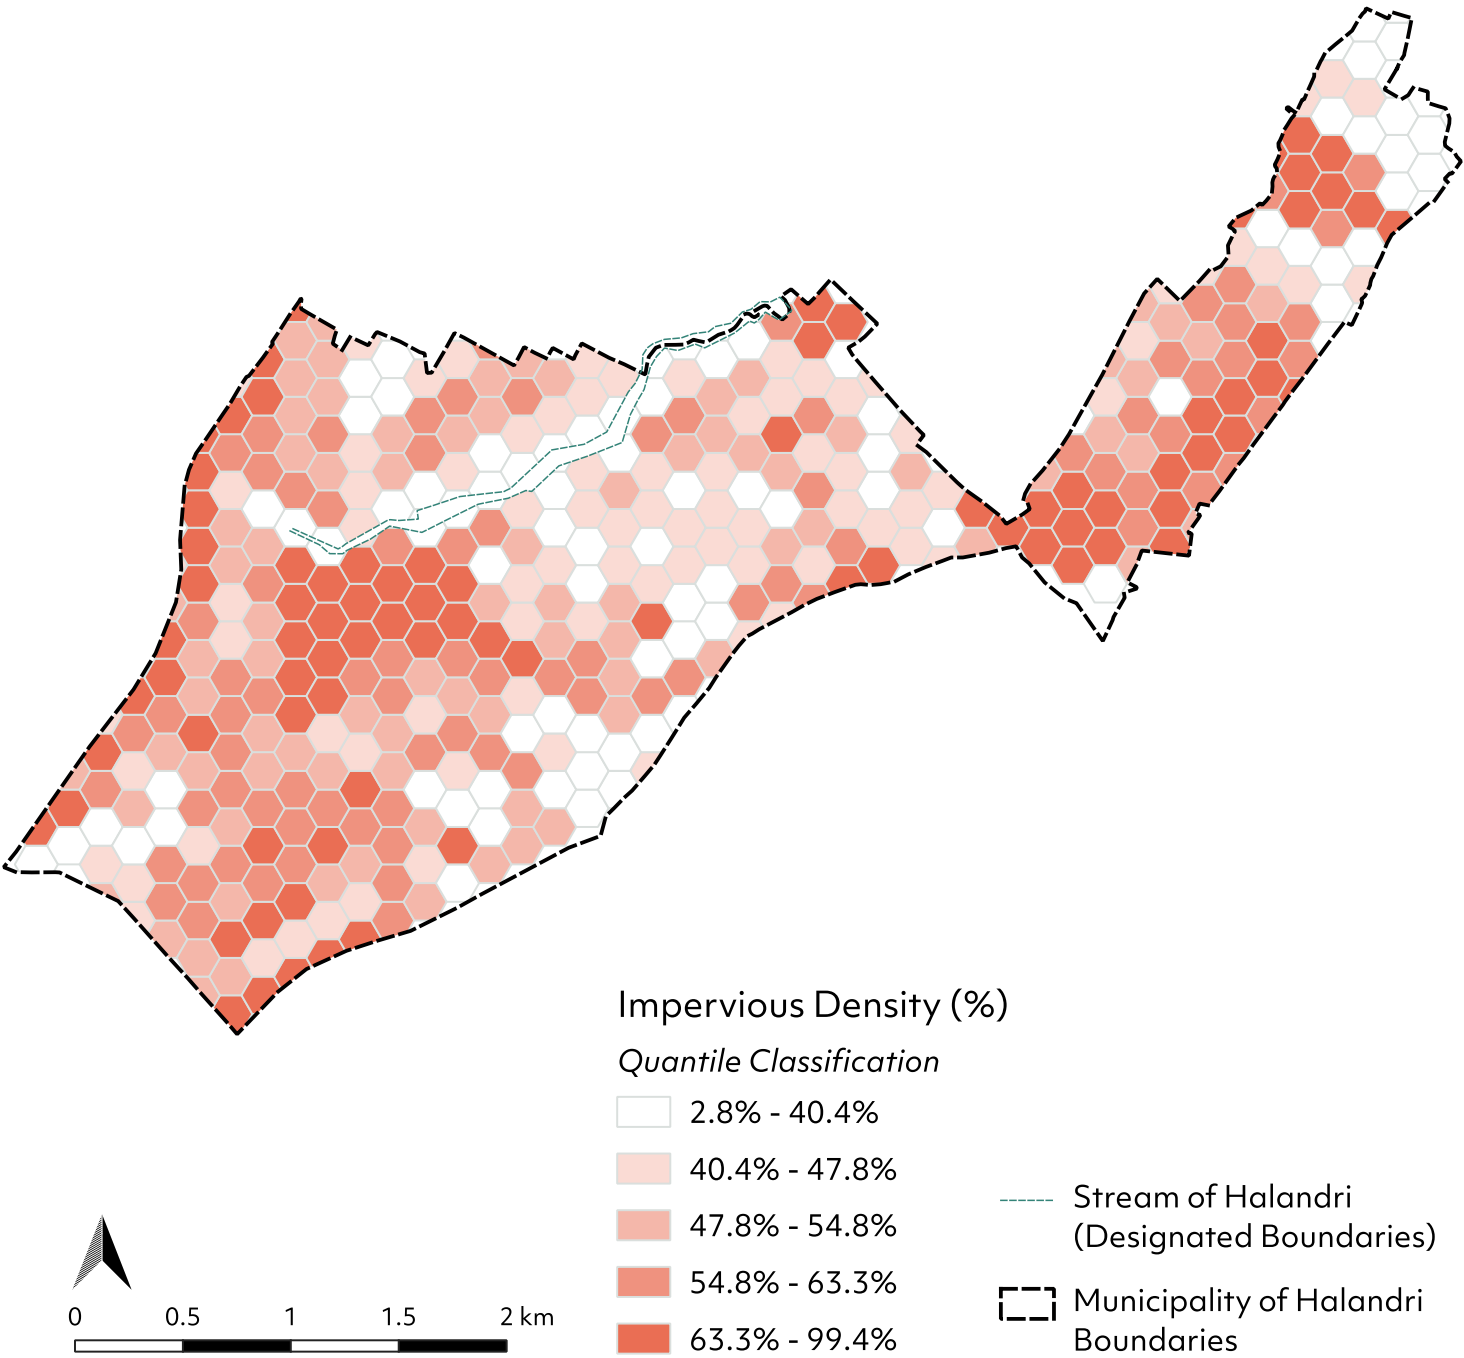 Impervious Density (%)
Quantile Classification
2.8% - 40.4%
40.4% - 47.8%
47.8% - 54.8%
54.8% - 63.3%
63.3% - 99.4%
Stream of Halandri
(Designated Boundaries)
Municipality of Halandri
Boundaries
0 0.5 1 1.5 2 km